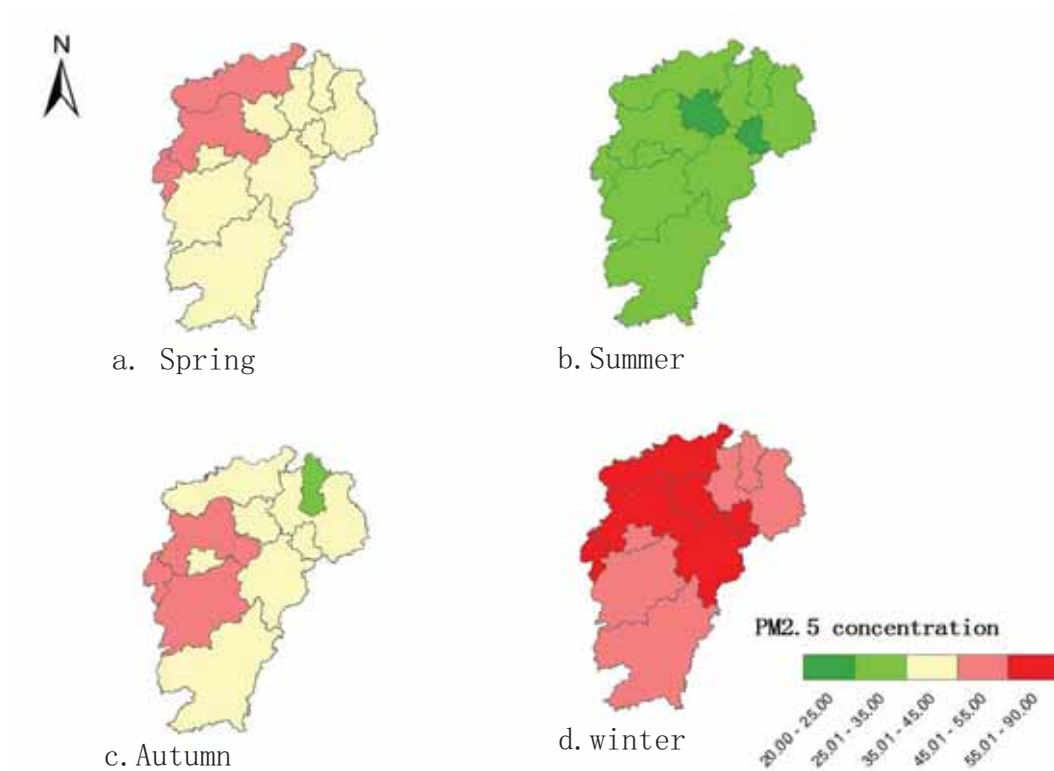 N
a. Spring
b. Summer
c. Autumn
d. winter
PM2.5 concentration
20.00 - 25.00
25.01 - 35.00
35.01 - 45.00
45.01 - 55.00
55.01 - 90.00